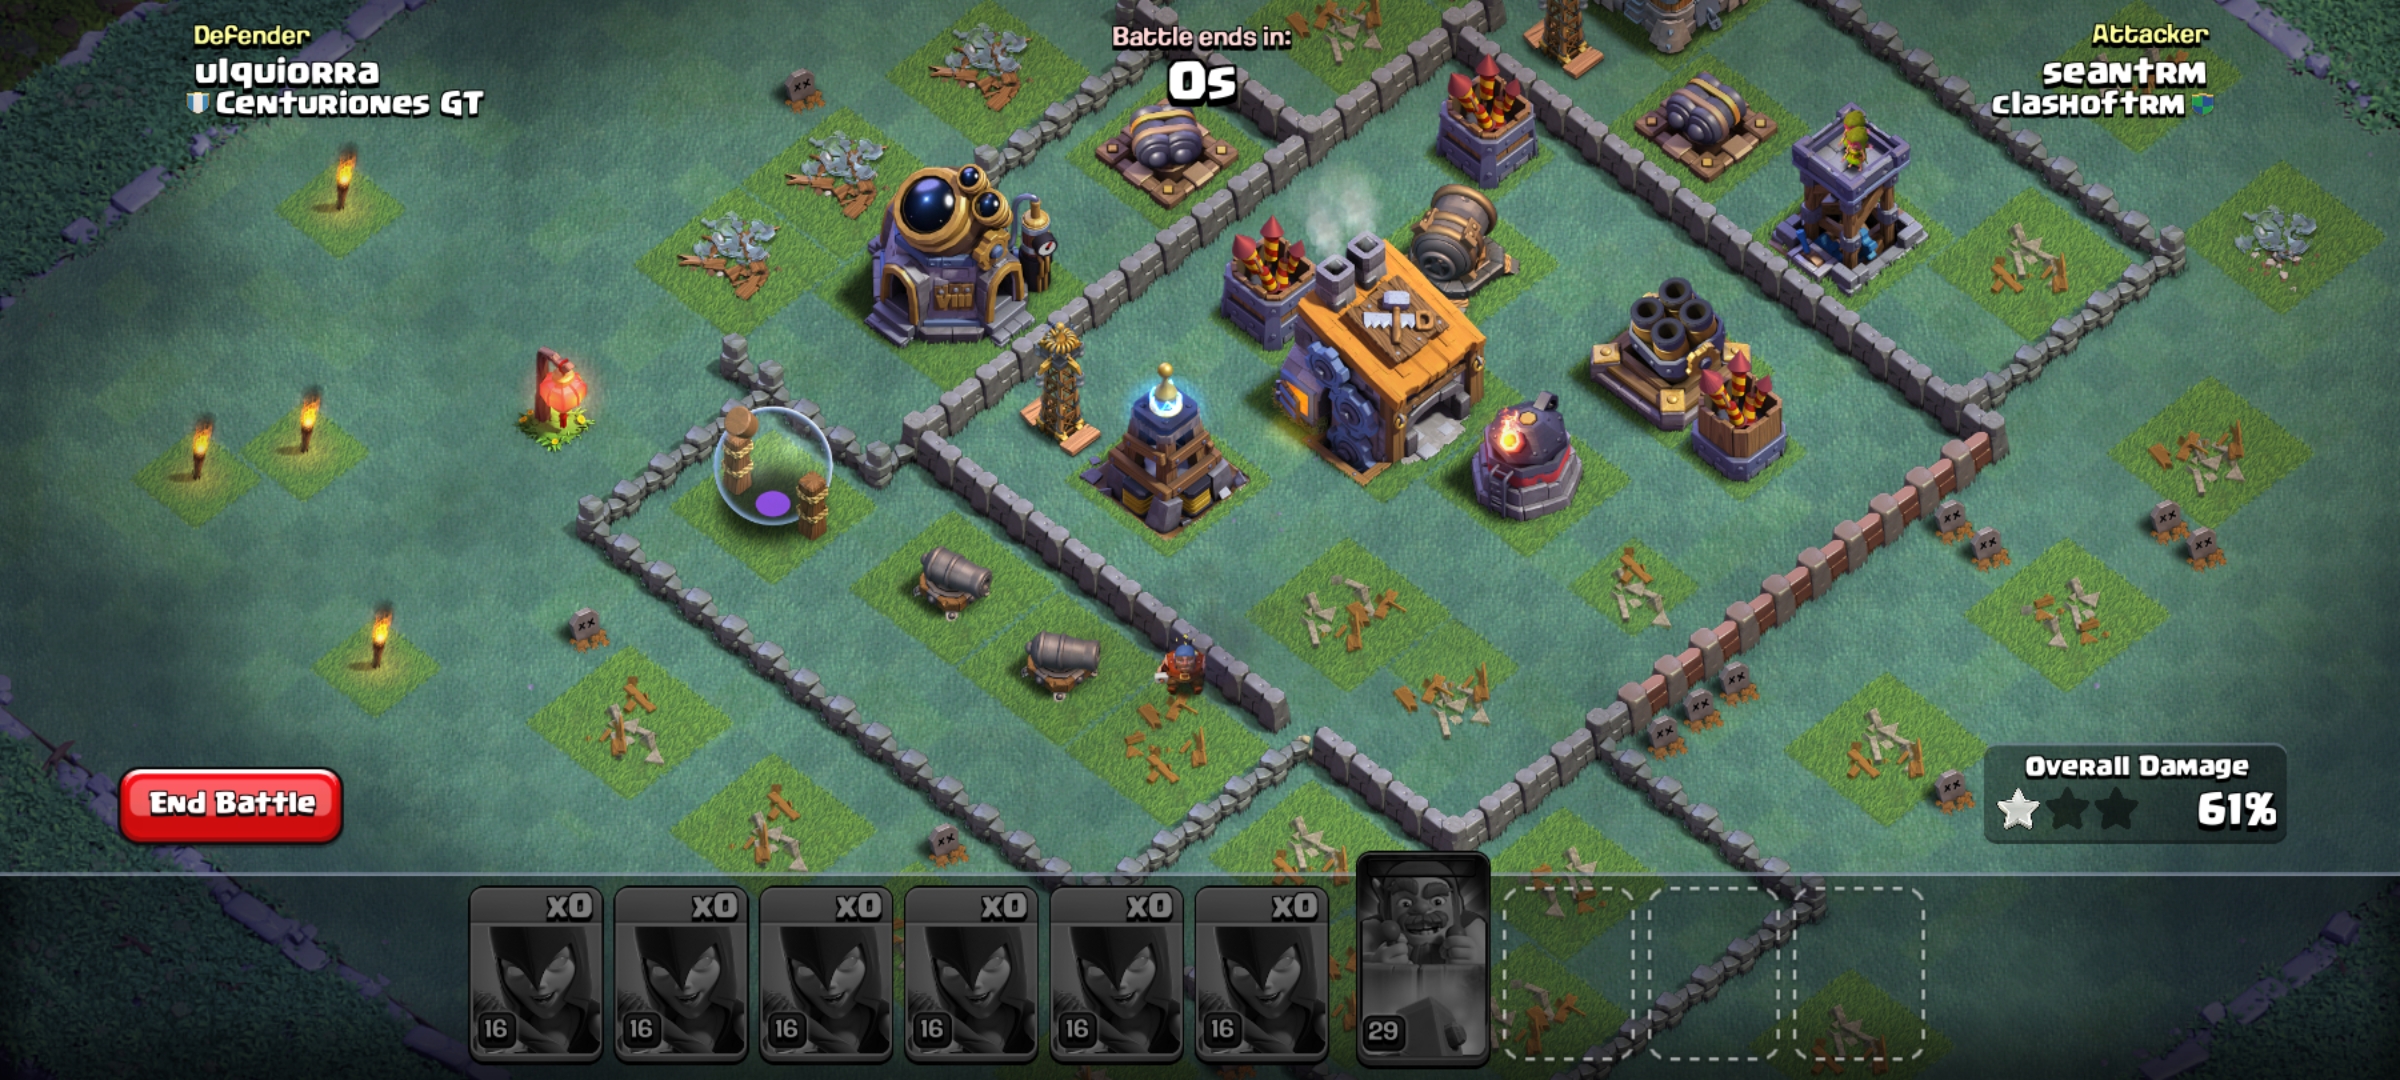 Defender
ulquiorra
Centuriones GT
Battle ends in:
0s
Attacker
seantrm
clashoftrm
End Battle
Overall Damage
61%
x0
x0
x0
x0
x0
x0
16
16
16
16
16
16
29